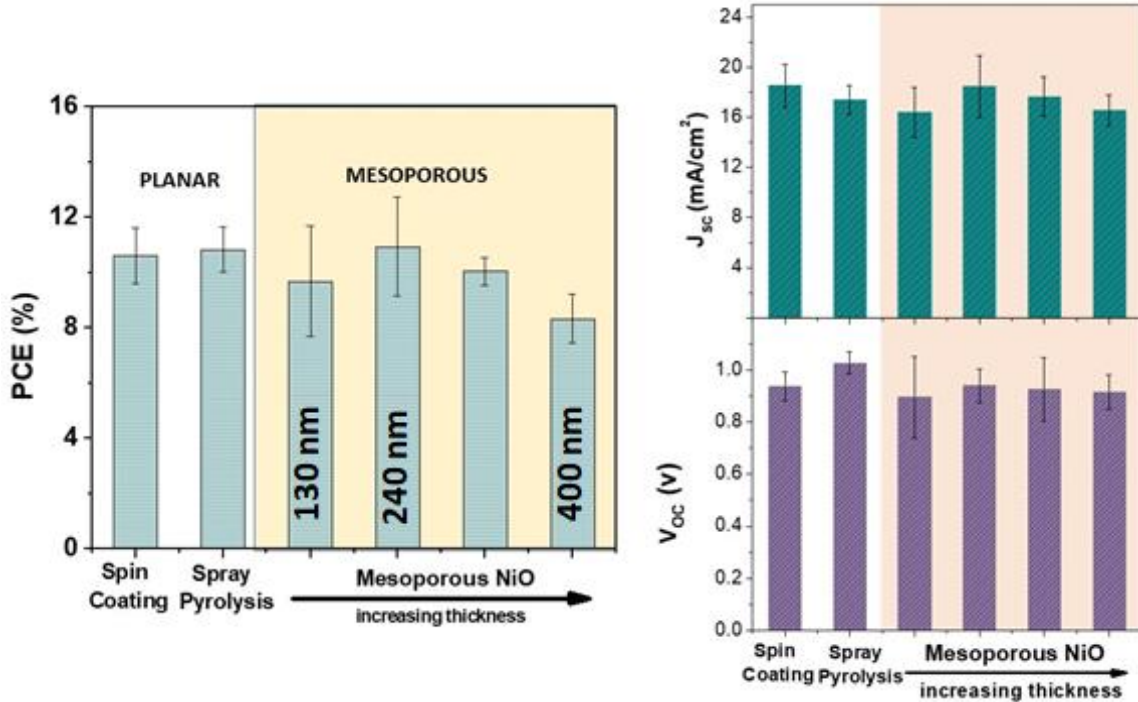 16
12
8
4
0
PCE (%)
PLANAR
MESOPOROUS
130 nm
240 nm
400 nm
Spin
Coating
Spray
Pyrolysis
Mesoporous NiO
increasing thickness
24
20
16
12
8
4
J_SC (mA/cm²)
1.0
0.8
0.6
0.4
0.2
0.0
V_OC (v)
Spin
Coating
Spray
Pyrolysis
Mesoporous NiO
increasing thickness